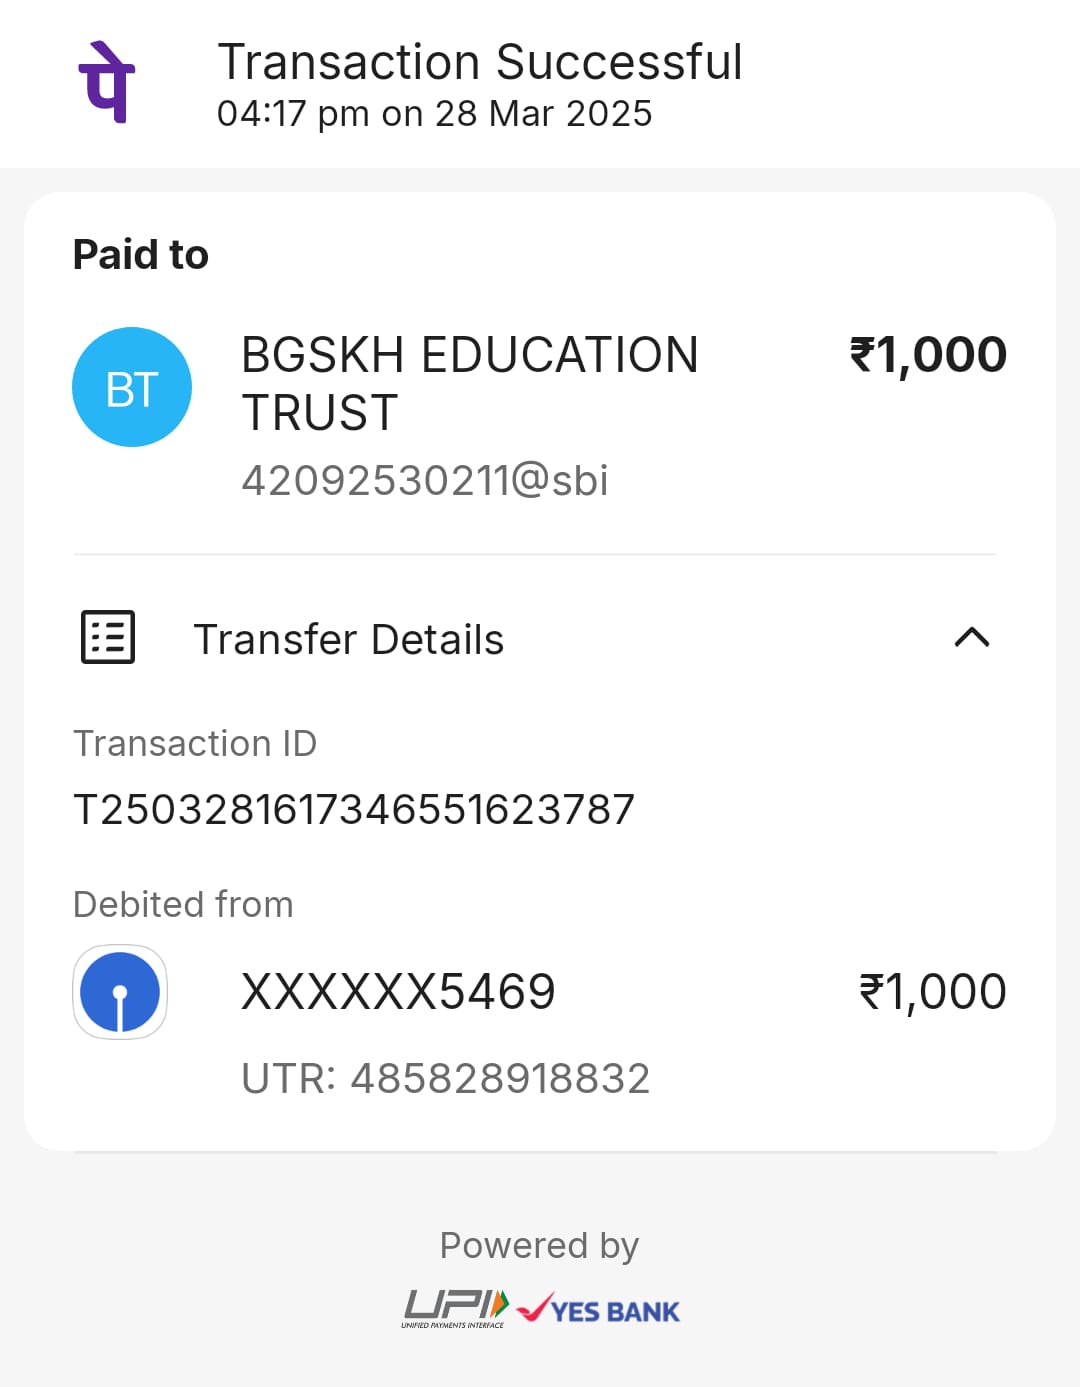 पे
Transaction Successful
04:17 pm on 28 Mar 2025
Paid to
BT
BGSKH EDUCATION
TRUST
₹1,000
42092530211@sbi
Transfer Details
Transaction ID
T2503281617346551623787
Debited from
XXXXXX5469
₹1,000
UTR: 485828918832
Powered by
UPI
UNIFIED PAYMENTS INTERFACE
YES BANK